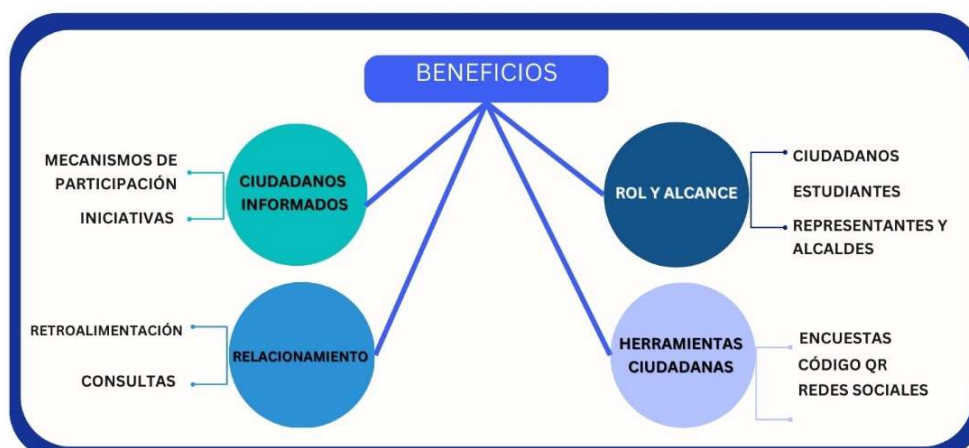 BENEFICIOS
MECANISMOS DE
PARTICIPACIÓN
INICIATIVAS
CIUDADANOS
INFORMADOS
ROL Y ALCANCE
CIUDADANOS
ESTUDIANTES
REPRESENTANTES Y
ALCALDES
RETROALIMENTACIÓN
CONSULTAS
RELACIONAMIENTO
HERRAMIENTAS
CIUDADANAS
ENCUESTAS
CÓDIGO QR
REDES SOCIALES